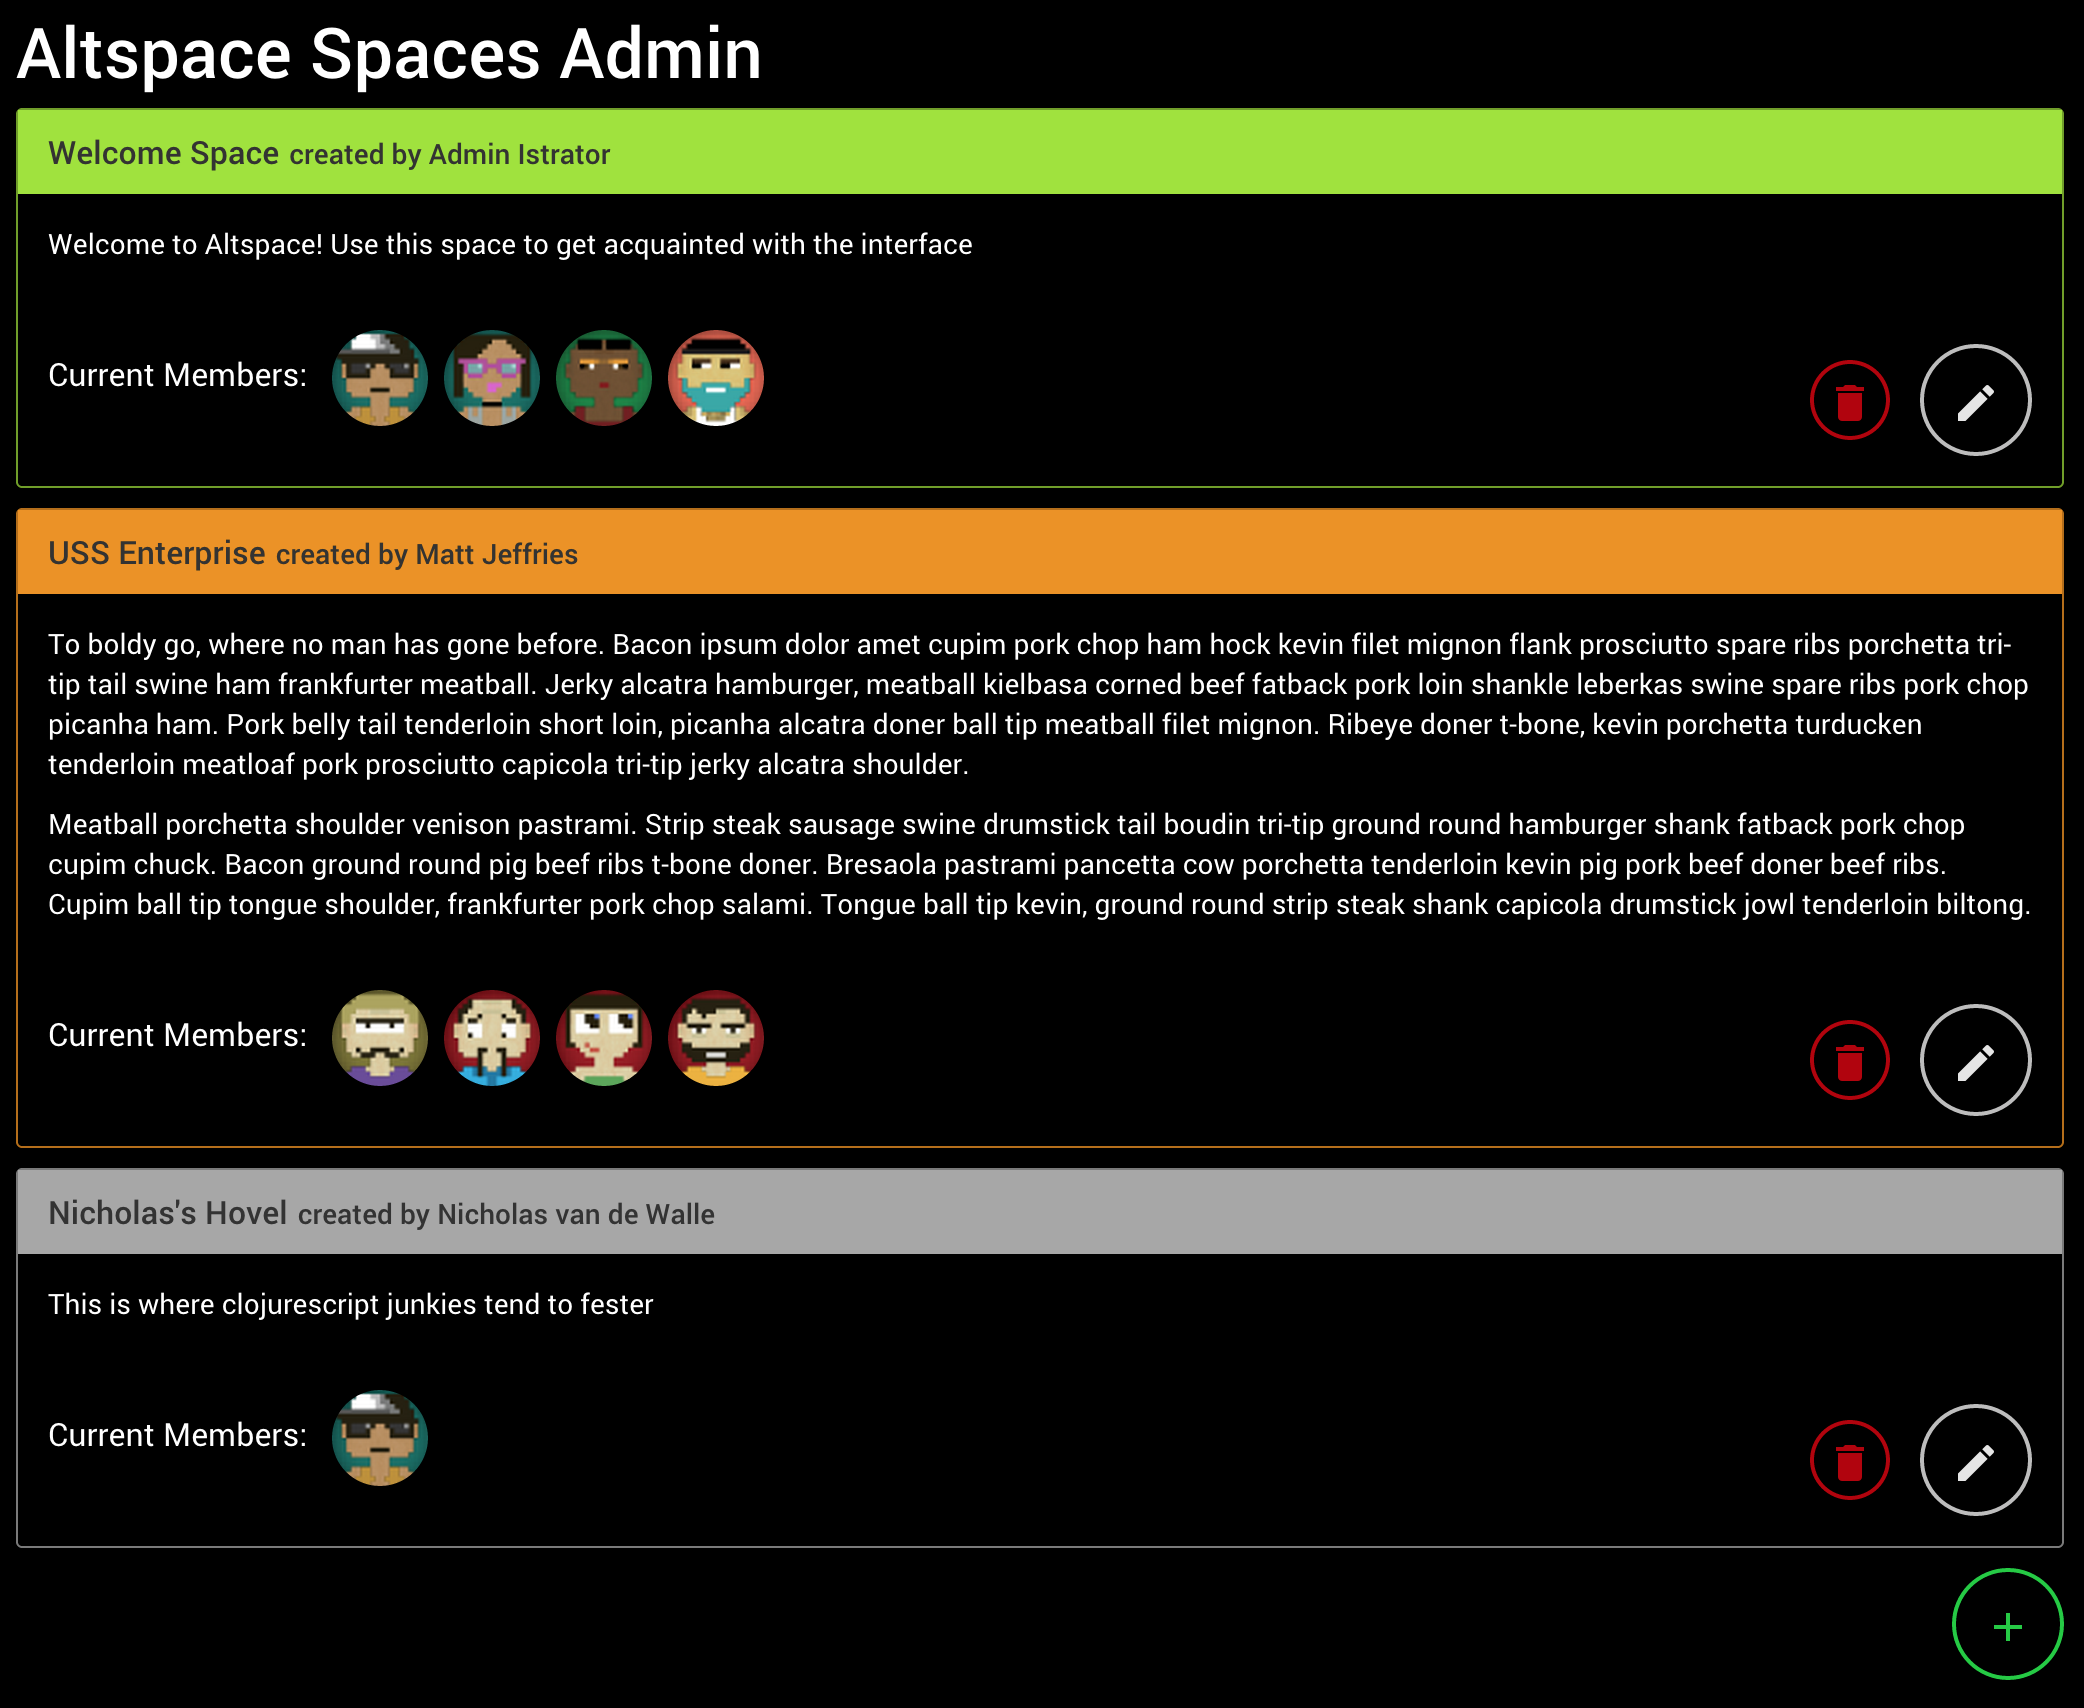 Altspace Spaces Admin
Welcome Space created by Admin Istrator
Welcome to Altspace! Use this space to get acquainted with the interface
Current Members:
USS Enterprise created by Matt Jeffries
To boldy go, where no man has gone before. Bacon ipsum dolor amet cupim pork chop ham hock kevin filet mignon flank prosciutto spare ribs porchetta tri-
tip tail swine ham frankfurter meatball. Jerky alcatra hamburger, meatball kielbasa corned beef fatback pork loin shankle leberkas swine spare ribs pork chop
picanha ham. Pork belly tail tenderloin short loin, picanha alcatra doner ball tip meatball filet mignon. Ribeye doner t-bone, kevin porchetta turducken
tenderloin meatloaf pork prosciutto capicola tri-tip jerky alcatra shoulder.
Meatball porchetta shoulder venison pastrami. Strip steak sausage swine drumstick tail boudin tri-tip ground round hamburger shank fatback pork chop
cupim chuck. Bacon ground round pig beef ribs t-bone doner. Bresaola pastrami pancetta cow porchetta tenderloin kevin pig pork beef doner beef ribs.
Cupim ball tip tongue shoulder, frankfurter pork chop salami. Tongue ball tip kevin, ground round strip steak shank capicola drumstick jowl tenderloin biltong.
Current Members:
Nicholas's Hovel created by Nicholas van de Walle
This is where clojurescript junkies tend to fester
Current Members: